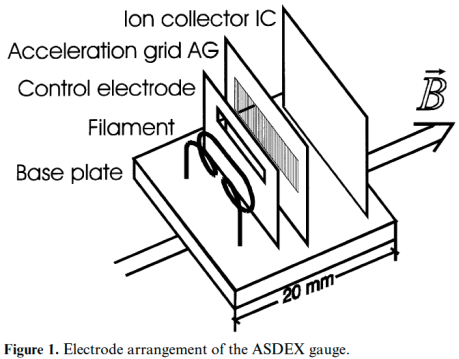 Ion collector IC
Acceleration grid AG
Control electrode
Filament
Base plate
B
20 mm
Figure 1. Electrode arrangement of the ASDEX gauge.